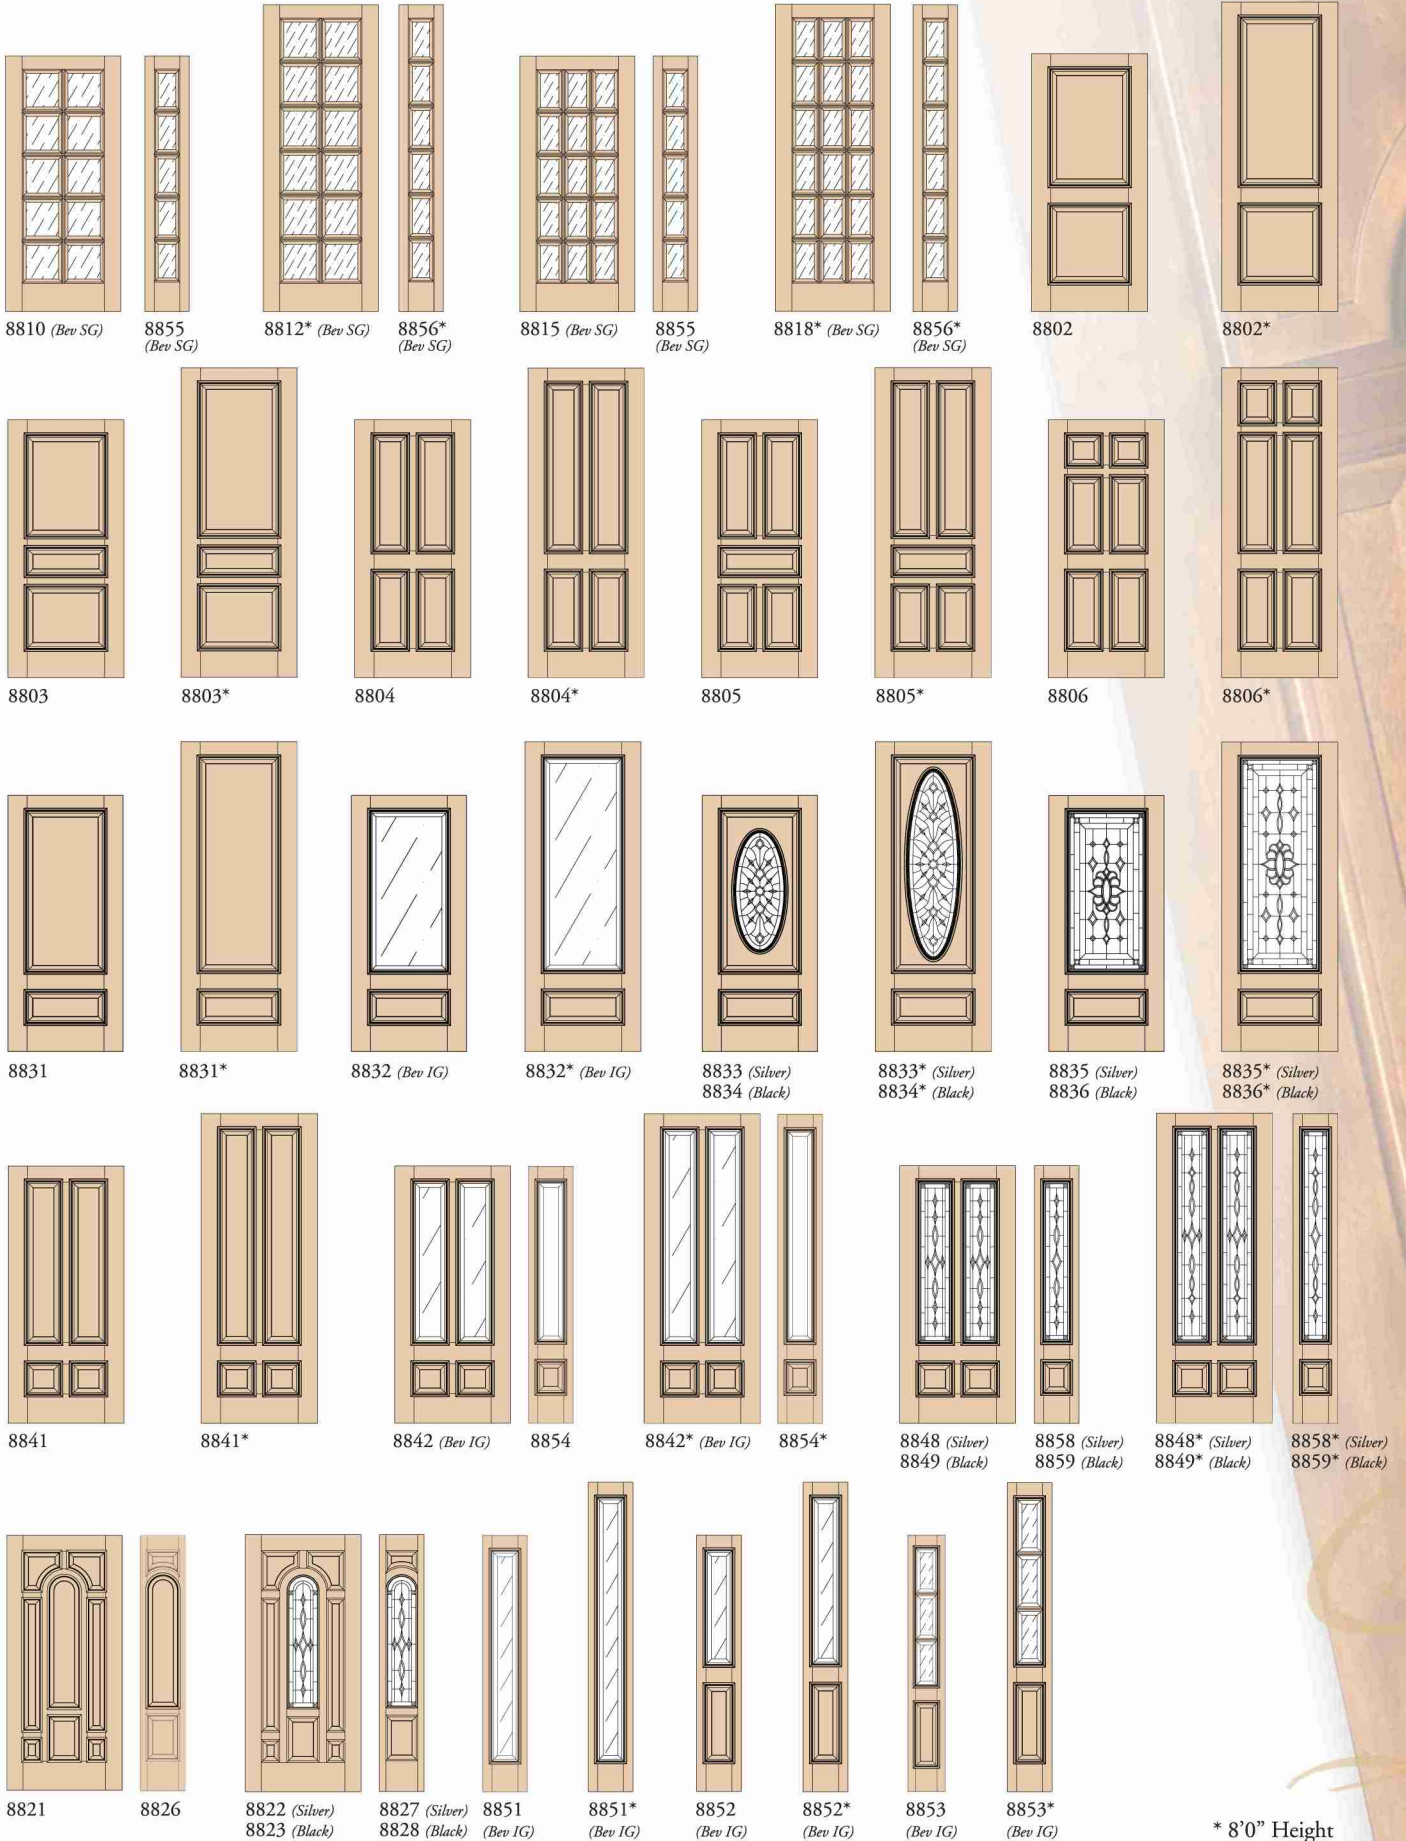 8810 (Bev SG)
8855
(Bev SG)
8812* (Bev SG)
8856*
(Bev SG)
8815 (Bev SG)
8855
(Bev SG)
8818* (Bev SG)
8856*
(Bev SG)
8802
8802*
8803
8803*
8804
8804*
8805
8805*
8806
8806*
8831
8831*
8832 (Bev IG)
8832* (Bev IG)
8833 (Silver)
8834 (Black)
8833* (Silver)
8834* (Black)
8835 (Silver)
8836 (Black)
8835* (Silver)
8836* (Black)
8841
8841*
8842 (Bev IG)
8854
8842* (Bev IG)
8854*
8848 (Silver)
8849 (Black)
8858 (Silver)
8859 (Black)
8848* (Silver)
8849* (Black)
8858* (Silver)
8859* (Black)
8821
8826
8822 (Silver)
8823 (Black)
8827 (Silver)
8828 (Black)
8851
(Bev IG)
8851*
(Bev IG)
8852
(Bev IG)
8852*
(Bev IG)
8853
(Bev IG)
8853*
(Bev IG)
* 8'0” Height